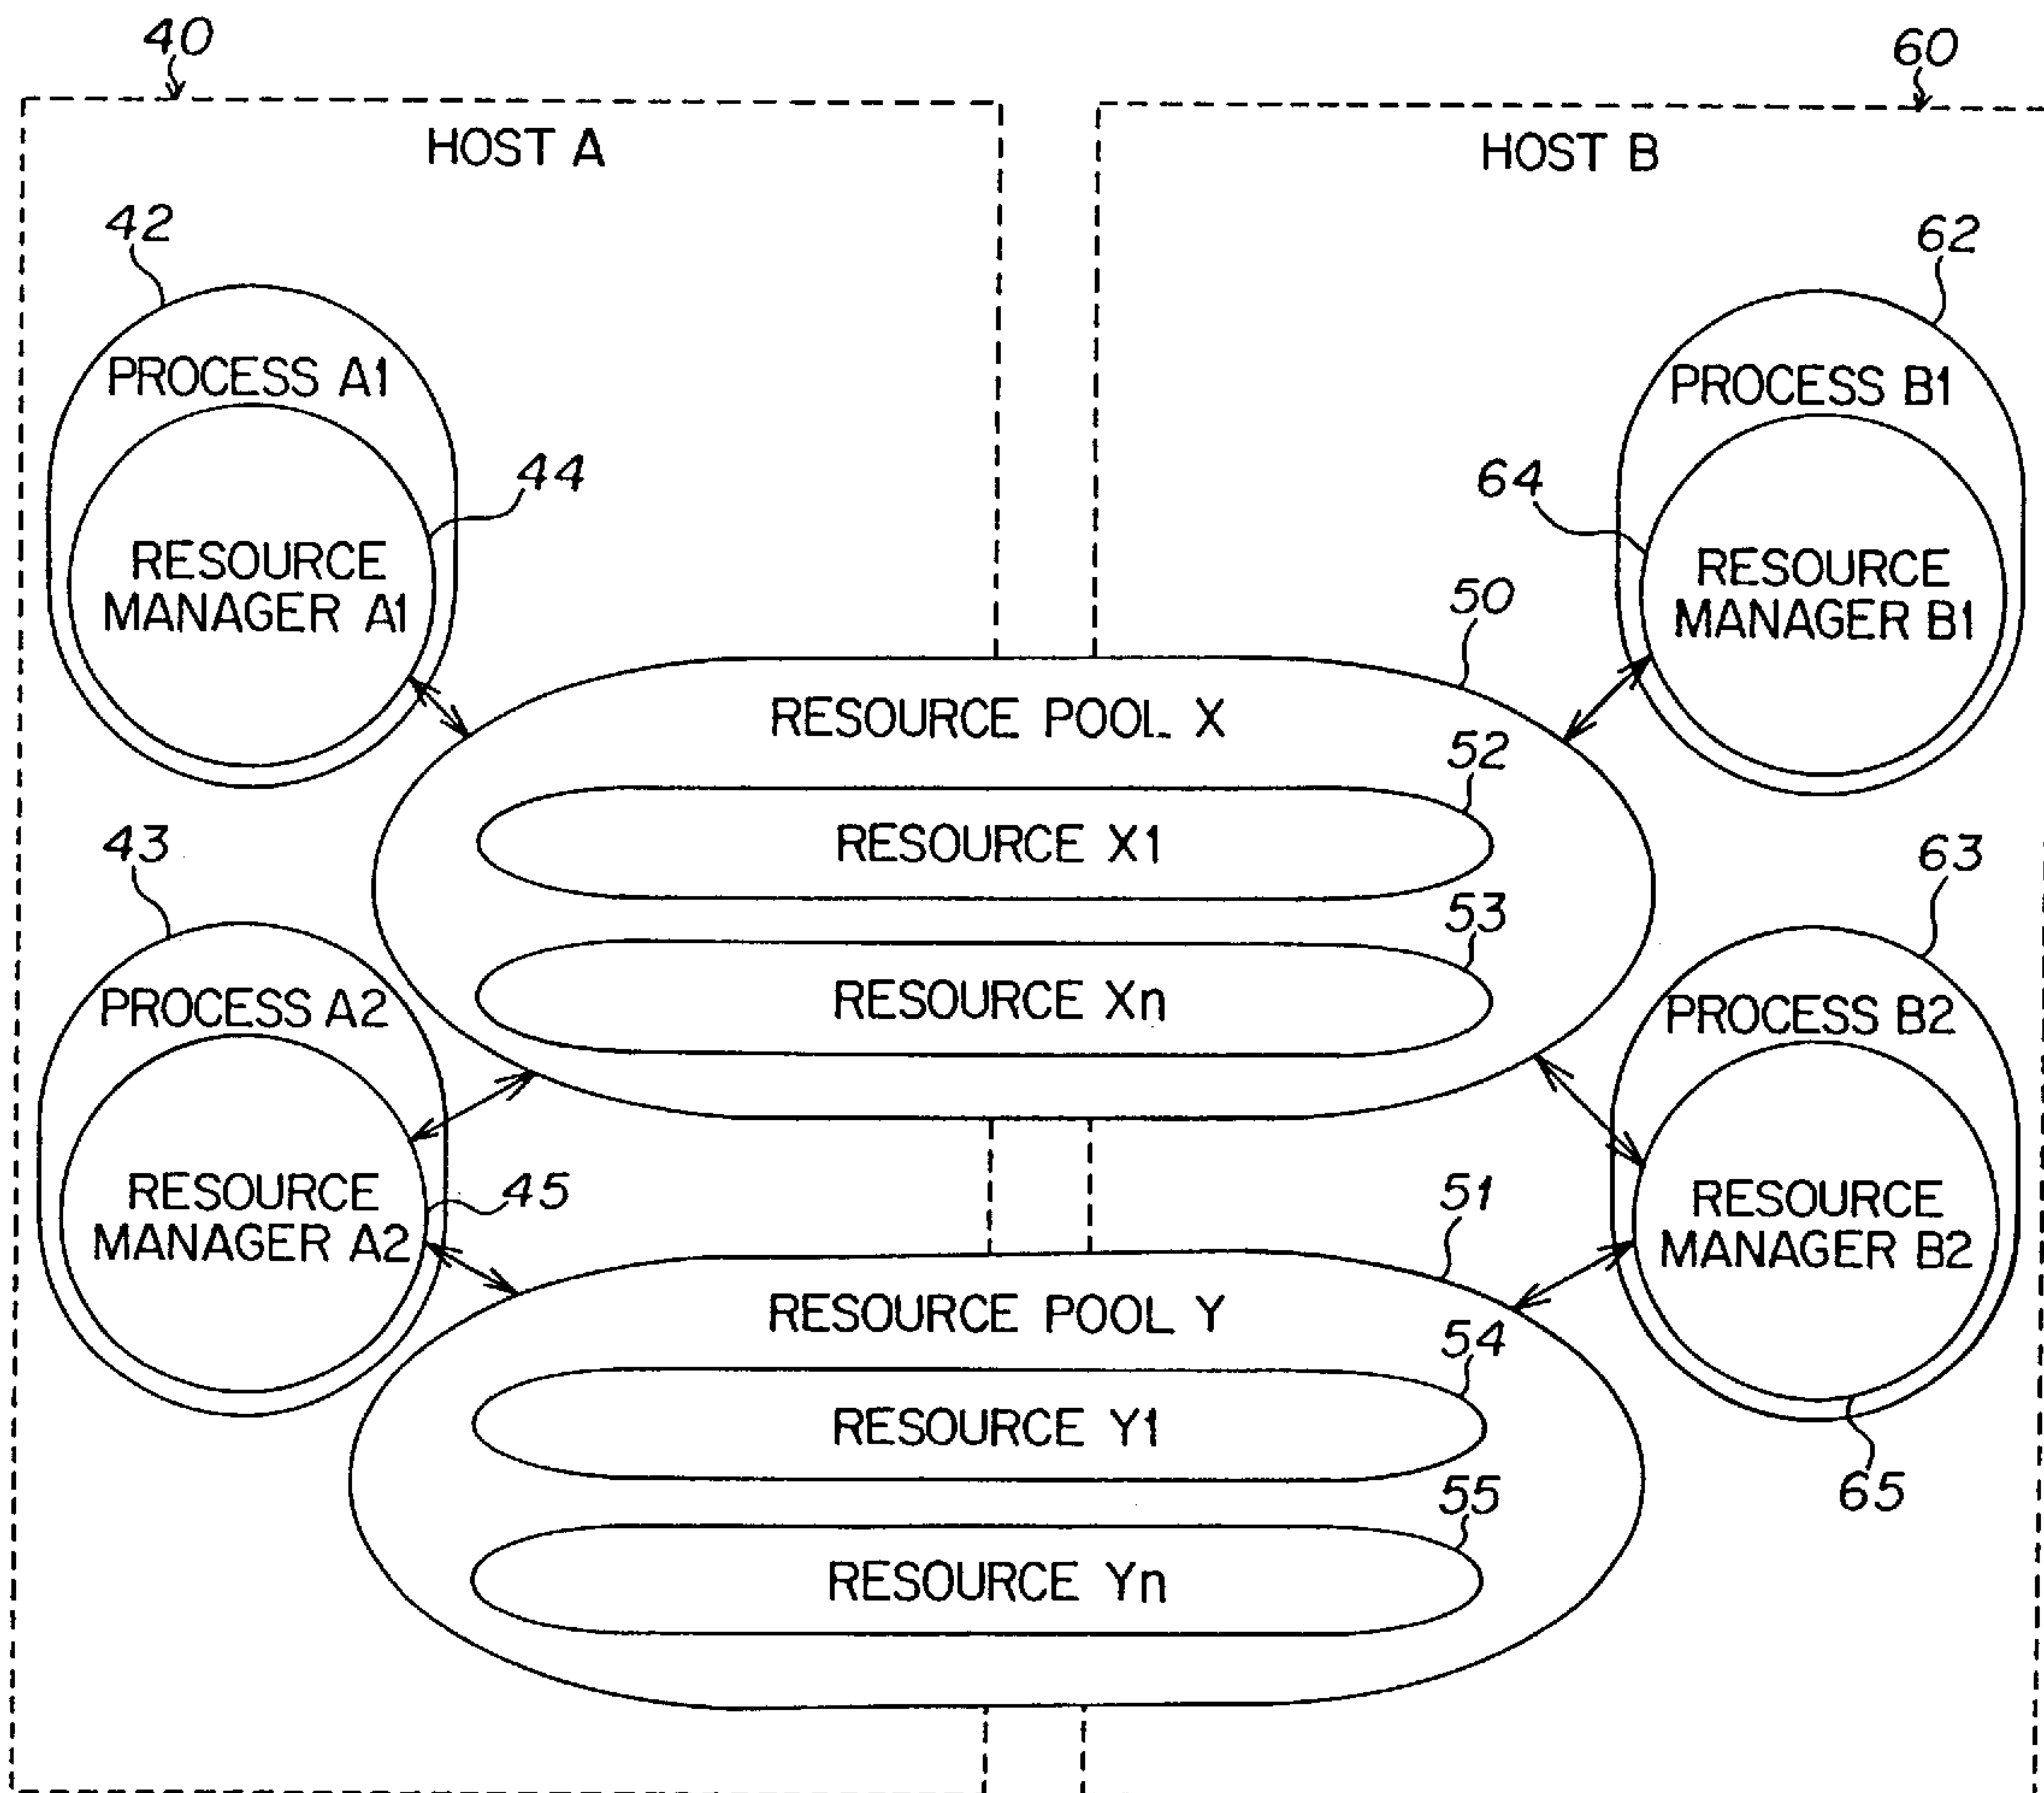 40
60
HOST A
HOST B
42
62
PROCESS A1
PROCESS B1
44
64
RESOURCE
MANAGER A1
RESOURCE
MANAGER B1
50
RESOURCE POOL X
52
RESOURCE X1
43
63
53
RESOURCE Xn
PROCESS A2
PROCESS B2
45
51
RESOURCE
MANAGER A2
RESOURCE
MANAGER B2
RESOURCE POOL Y
54
RESOURCE Y1
55
65
RESOURCE Yn